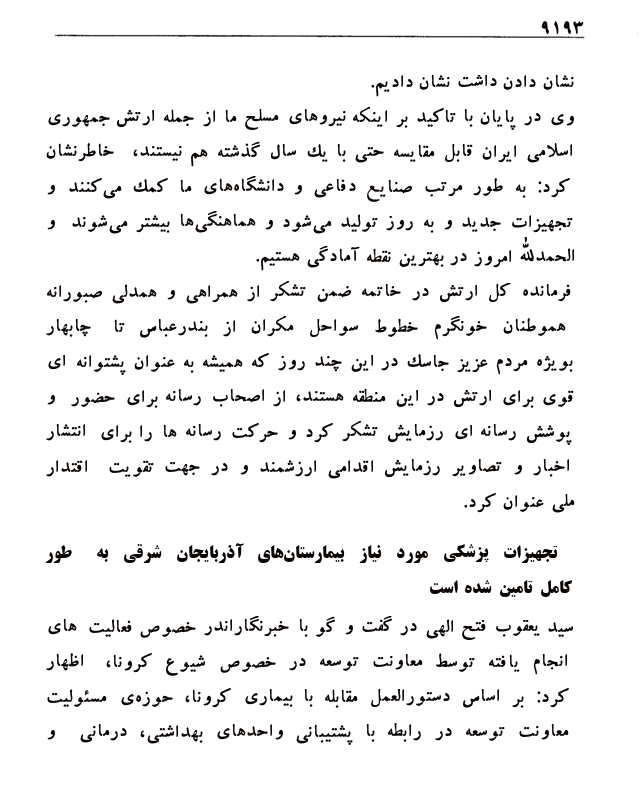 ۹۱۹۳
نشان دادن داشت نشان دادیم.
وی در پایان با تاکید بر اینکه نیروهای مسلح ما از جمله ارتش جمهوری
اسلامی ایران قابل مقایسه حتی با یك سال گذشته هم نیستند، خاطرنشان
کرد: به طور مرتب صنایع دفاعی و دانشگاه‌های ما کمك می‌کنند و
تجهیزات جدید و به روز تولید می‌شود و هماهنگی‌ها بیشتر می‌شوند و
الحمدلله امروز در بهترین نقطه آمادگی هستیم.
فرمانده کل ارتش در خاتمه ضمن تشکر از همراهی و همدلی صبورانه
هموطنان خونگرم خطوط سواحل مکران از بندرعباس تا چابهار
بویژه مردم عزیز جاسك در این چند روز که همیشه به عنوان پشتوانه ای
قوی برای ارتش در این منطقه هستند، از اصحاب رسانه برای حضور و
پوشش رسانه ای رزمایش تشکر کرد و حرکت رسانه ها را برای انتشار
اخبار و تصاویر رزمایش اقدامی ارزشمند و در جهت تقویت اقتدار
ملی عنوان کرد.
تجهیزات پزشکی مورد نیاز بیمارستان‌های آذربایجان شرقی به طور
کامل تامین شده است
سید یعقوب فتح الهی در گفت و گو با خبرنگاراندر خصوص فعالیت های
انجام یافته توسط معاونت توسعه در خصوص شیوع کرونا، اظهار
کرد: بر اساس دستورالعمل مقابله با بیماری کرونا، حوزه‌ی مسئولیت
معاونت توسعه در رابطه با پشتیبانی واحدهای بهداشتی، درمانی و